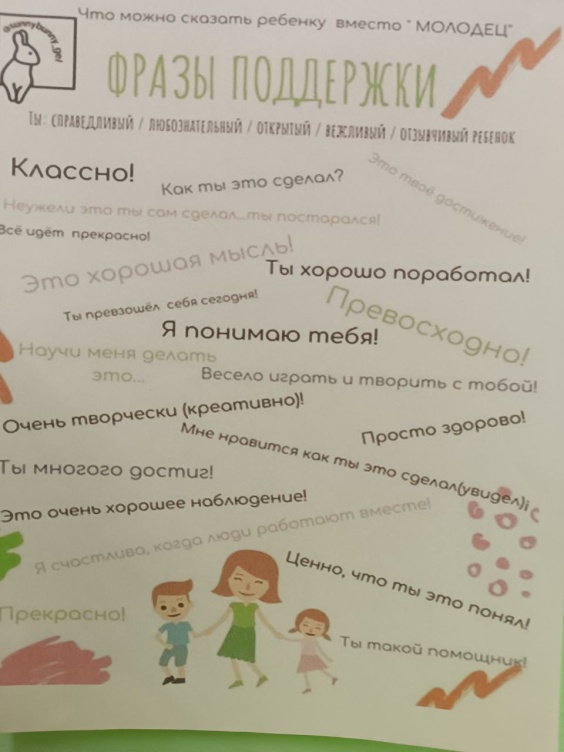 Что можно сказать ребенку вместо " МОЛОДЕЦ"
@sunnybunny_ge/
ФРАЗЫ ПОДДЕРЖКИ
Ты: СПРАВЕДЛИВЫЙ / ЛЮБОЗНАТЕЛЬНЫЙ / ОТКРЫТЫЙ / ВЕЖЛИВЫЙ / ОТЗЫВЧИВЫЙ РЕБЕНОК
Классно!
Как ты это сделал?
Это твоё достижение!
Неужели это ты сам сделал...ты постарался!
Всё идёт прекрасно!
Это хорошая мысль!
Ты хорошо поработал!
Ты превзошёл себя сегодня!
Превосходно!
Я понимаю тебя!
Научи меня делать
это...
Весело играть и творить с тобой!
Очень творчески (креативно)!
Просто здорово!
Мне нравится как ты это сделал(увидел)¡
Ты многого достиг!
Это очень хорошее наблюдение!
Я счастлива, когда люди работают вместе!
Ценно, что ты это понял!
Прекрасно!
Ты такой помощник!